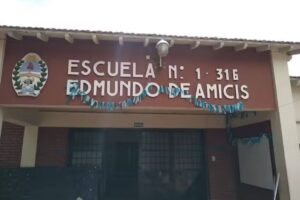 ESCUELA Nº 1-316
EDMUNDO DE AMICIS